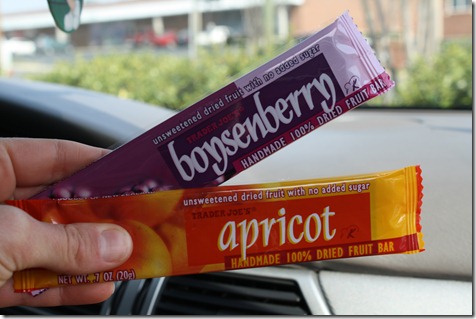 unsweetened dried fruit with no added sugar
TRADER JOE'S
boysenberry
HANDMADE 100% DRIED FRUIT BAR
unsweetened dried fruit with no added sugar
TRADER JOE'S
apricot
HANDMADE 100% DRIED FRUIT BAR
NET WT. .7 OZ (20g)